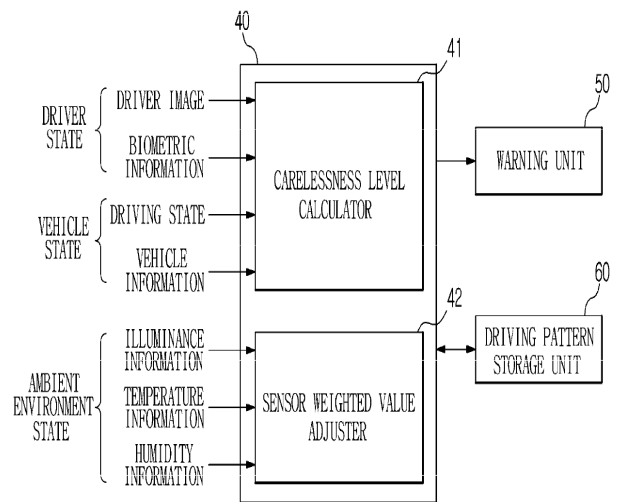 40
41
DRIVER STATE
DRIVER IMAGE
BIOMETRIC
INFORMATION
VEHICLE
STATE
DRIVING STATE
VEHICLE
INFORMATION
CARELESSNESS LEVEL
CALCULATOR
50
WARNING UNIT
42
AMBIENT
ENVIRONMENT
STATE
ILLUMINANCE
INFORMATION
TEMPERATURE
INFORMATION
HUMIDITY
INFORMATION
SENSOR WEIGHTED VALUE
ADJUSTER
60
DRIVING PATTERN
STORAGE UNIT